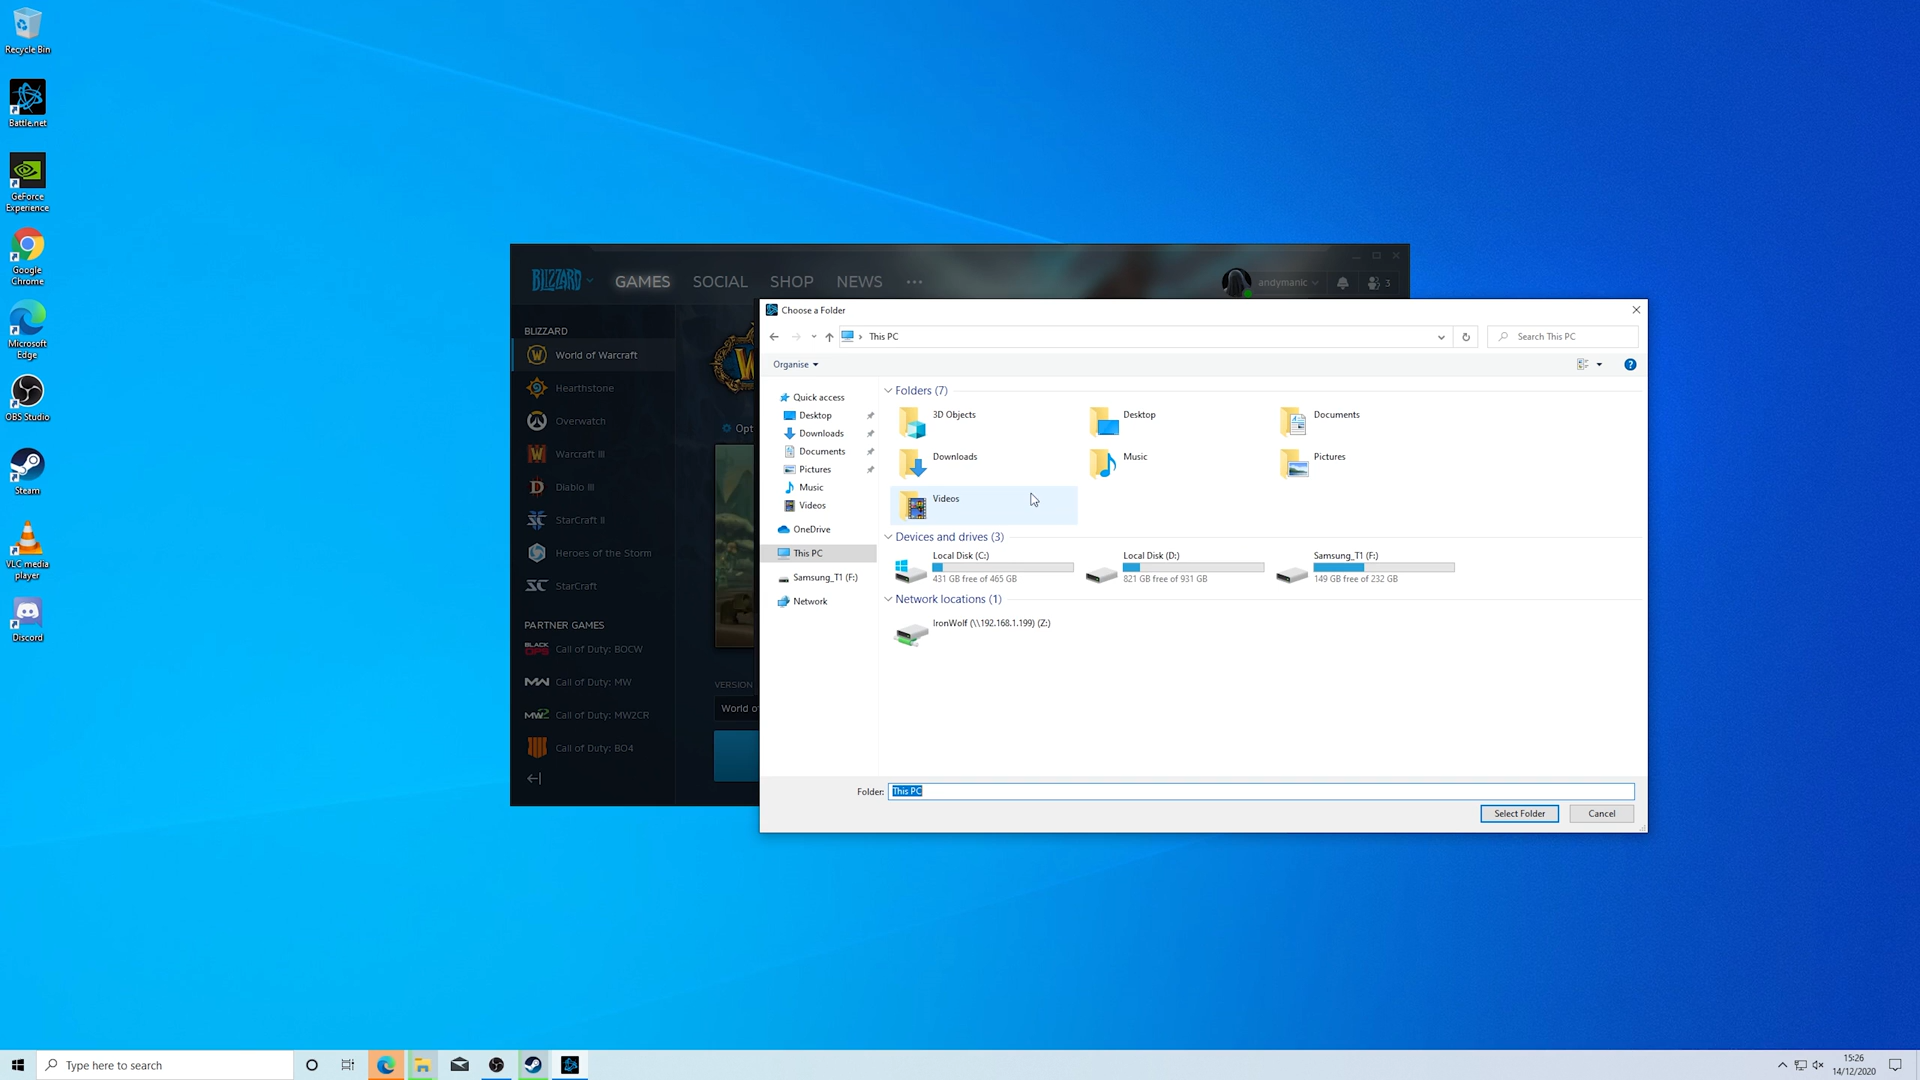 Recycle Bin
Battle.net
GeForce
Experience
Google
Chrome
Microsoft
Edge
OBS Studio
Steam
VLC media
player
Discord
BLIZZARD
GAMES
SOCIAL
SHOP
NEWS
andymanic
3
BLIZZARD
World of Warcraft
Hearthstone
Overwatch
Warcraft III
Diablo III
StarCraft II
Heroes of the Storm
StarCraft
PARTNER GAMES
Call of Duty: BOCW
Call of Duty: MW
Call of Duty: MW2CR
Call of Duty: BO4
Opt
VERSION
World of
Choose a Folder
This PC
Search This PC
Organise
Quick access
Desktop
Downloads
Documents
Pictures
Music
Videos
OneDrive
This PC
Samsung_T1 (F:)
Network
Folders (7)
3D Objects
Desktop
Documents
Downloads
Music
Pictures
Videos
Devices and drives (3)
Local Disk (C:)
431 GB free of 465 GB
Local Disk (D:)
821 GB free of 931 GB
Samsung_T1 (F:)
149 GB free of 232 GB
Network locations (1)
IronWolf (\\192.168.1.199) (Z:)
Folder: This PC
Select Folder
Cancel
Type here to search
15:26
14/12/2020